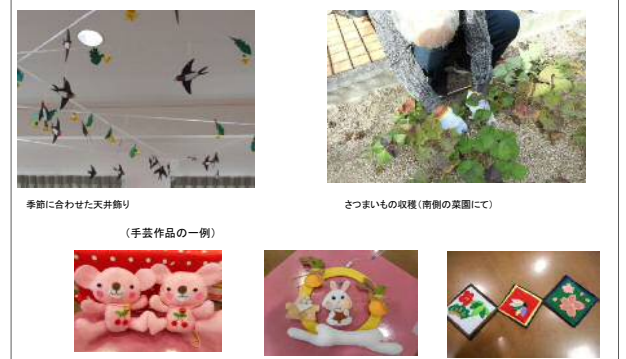 季節に合わせた天井飾り
さつまいもの収穫(南側の菜園にて)
(手芸作品の一例)